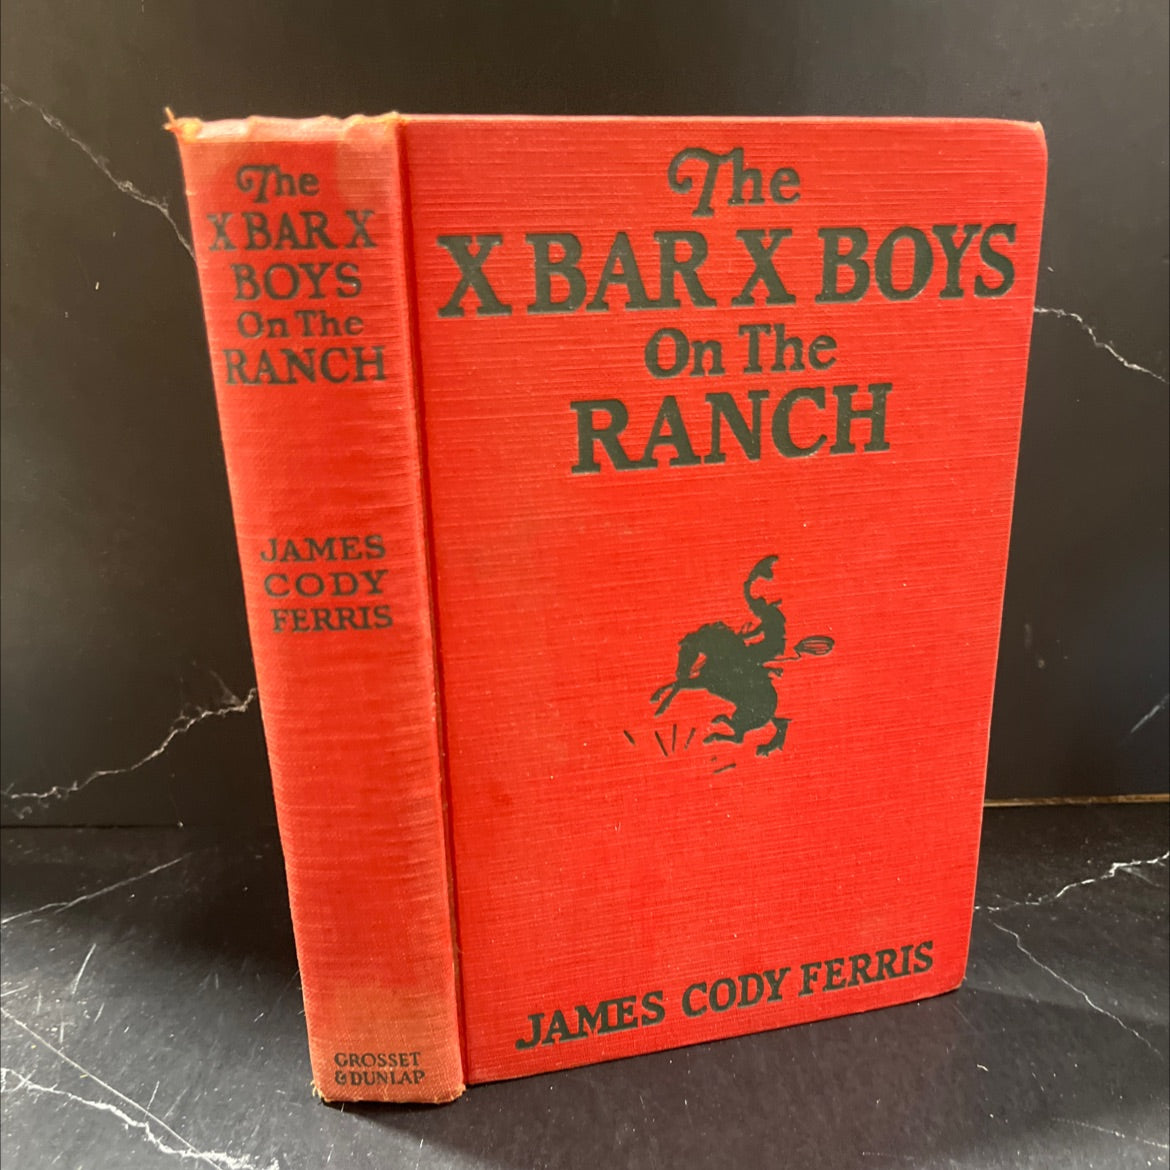 The
X BAR X
BOYS
On The
RANCH
JAMES
CODY
FERRIS
GROSSET
& DUNLAP
The
X BAR X BOYS
On The
RANCH
JAMES CODY FERRIS